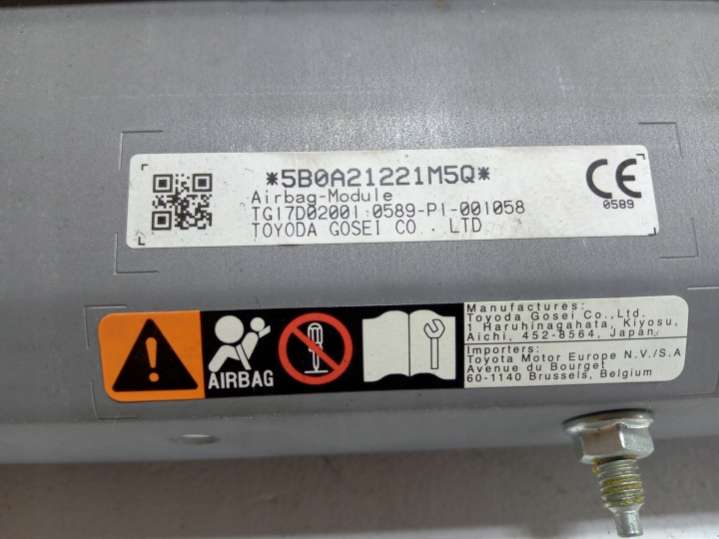 *5B0A21221M5Q*
Airbag-Module
TG17D02001 0589-P1-001058
TOYODA GOSEI CO., LTD
CE
0589
AIRBAG
Manufactures:
Toyoda Gosei Co., Ltd.
1 Haruhinagahata, Kiyosu,
Aichi, 452-8564, Japan
Importers:
Toyota Motor Europe N.V./S.A
Avenue du Bourget
60-1140 Brussels, Belgium